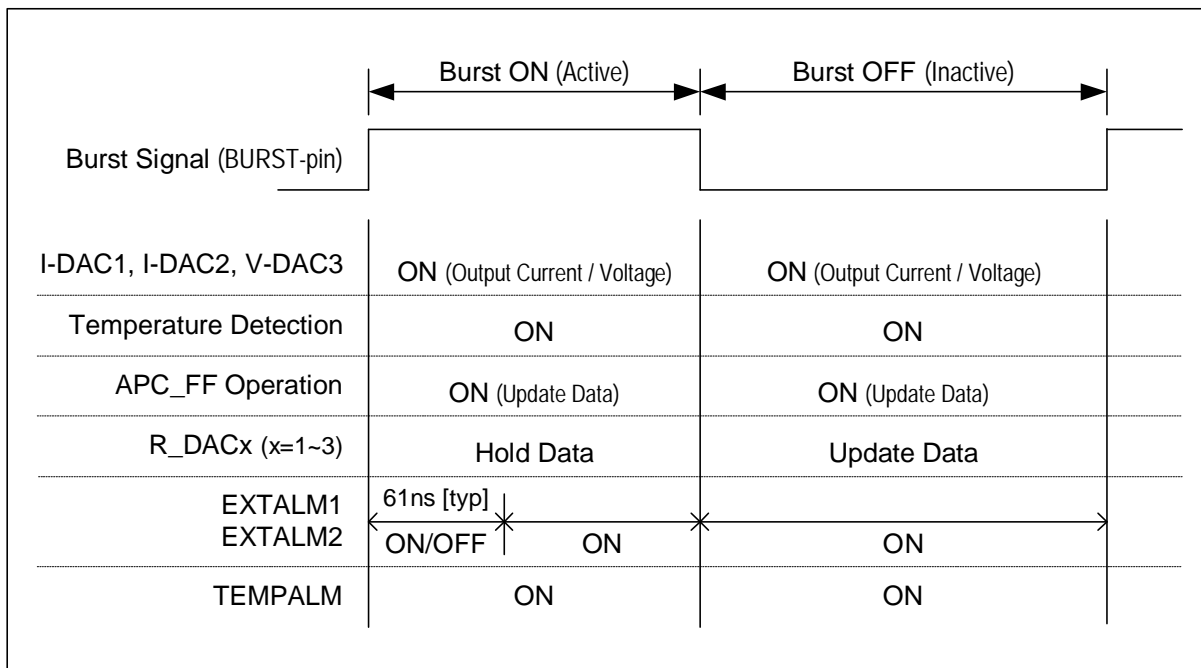 Burst ON (Active) Burst OFF (Inactive)
Burst Signal (BURST-pin)
I-DAC1, I-DAC2, V-DAC3 ON (Output Current / Voltage) ON (Output Current / Voltage)
Temperature Detection ON ON
APC_FF Operation ON (Update Data) ON (Update Data)
R_DACx (x=1~3) Hold Data Update Data
EXTALM1 61ns [typ]
EXTALM2 ON/OFF ON ON
TEMPALM ON ON